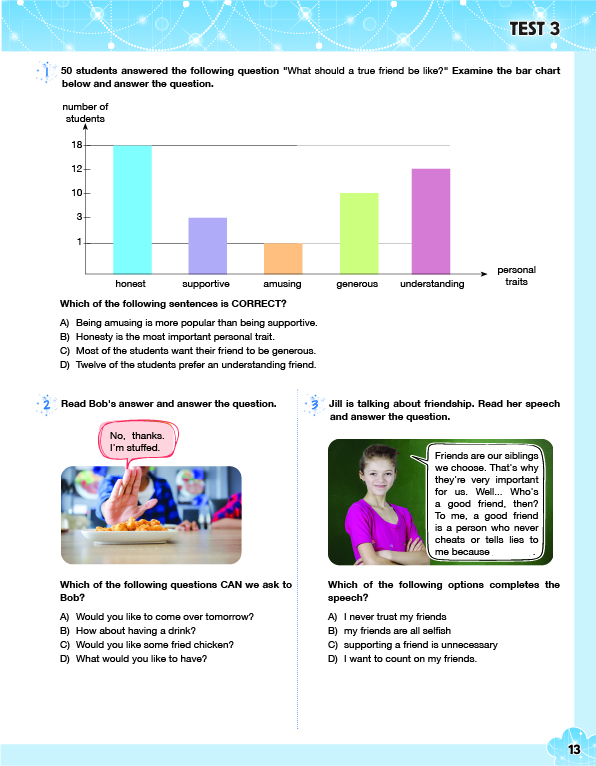 TEST 3
1 50 students answered the following question "What should a true friend be like?" Examine the bar chart
below and answer the question.
number of
students
18
12
10
3
1
honest supportive amusing generous understanding
personal
traits
Which of the following sentences is CORRECT?
A) Being amusing is more popular than being supportive.
B) Honesty is the most important personal trait.
C) Most of the students want their friend to be generous.
D) Twelve of the students prefer an understanding friend.
2 Read Bob's answer and answer the question.
No, thanks.
I'm stuffed.
Which of the following questions CAN we ask to
Bob?
A) Would you like to come over tomorrow?
B) How about having a drink?
C) Would you like some fried chicken?
D) What would you like to have?
3 Jill is talking about friendship. Read her speech
and answer the question.
Friends are our siblings
we choose. That's why
they're very important
for us. Well... Who's
a good friend, then?
To me, a good friend
is a person who never
cheats or tells lies to
me because .
Which of the following options completes the
speech?
A) I never trust my friends
B) my friends are all selfish
C) supporting a friend is unnecessary
D) I want to count on my friends.
13